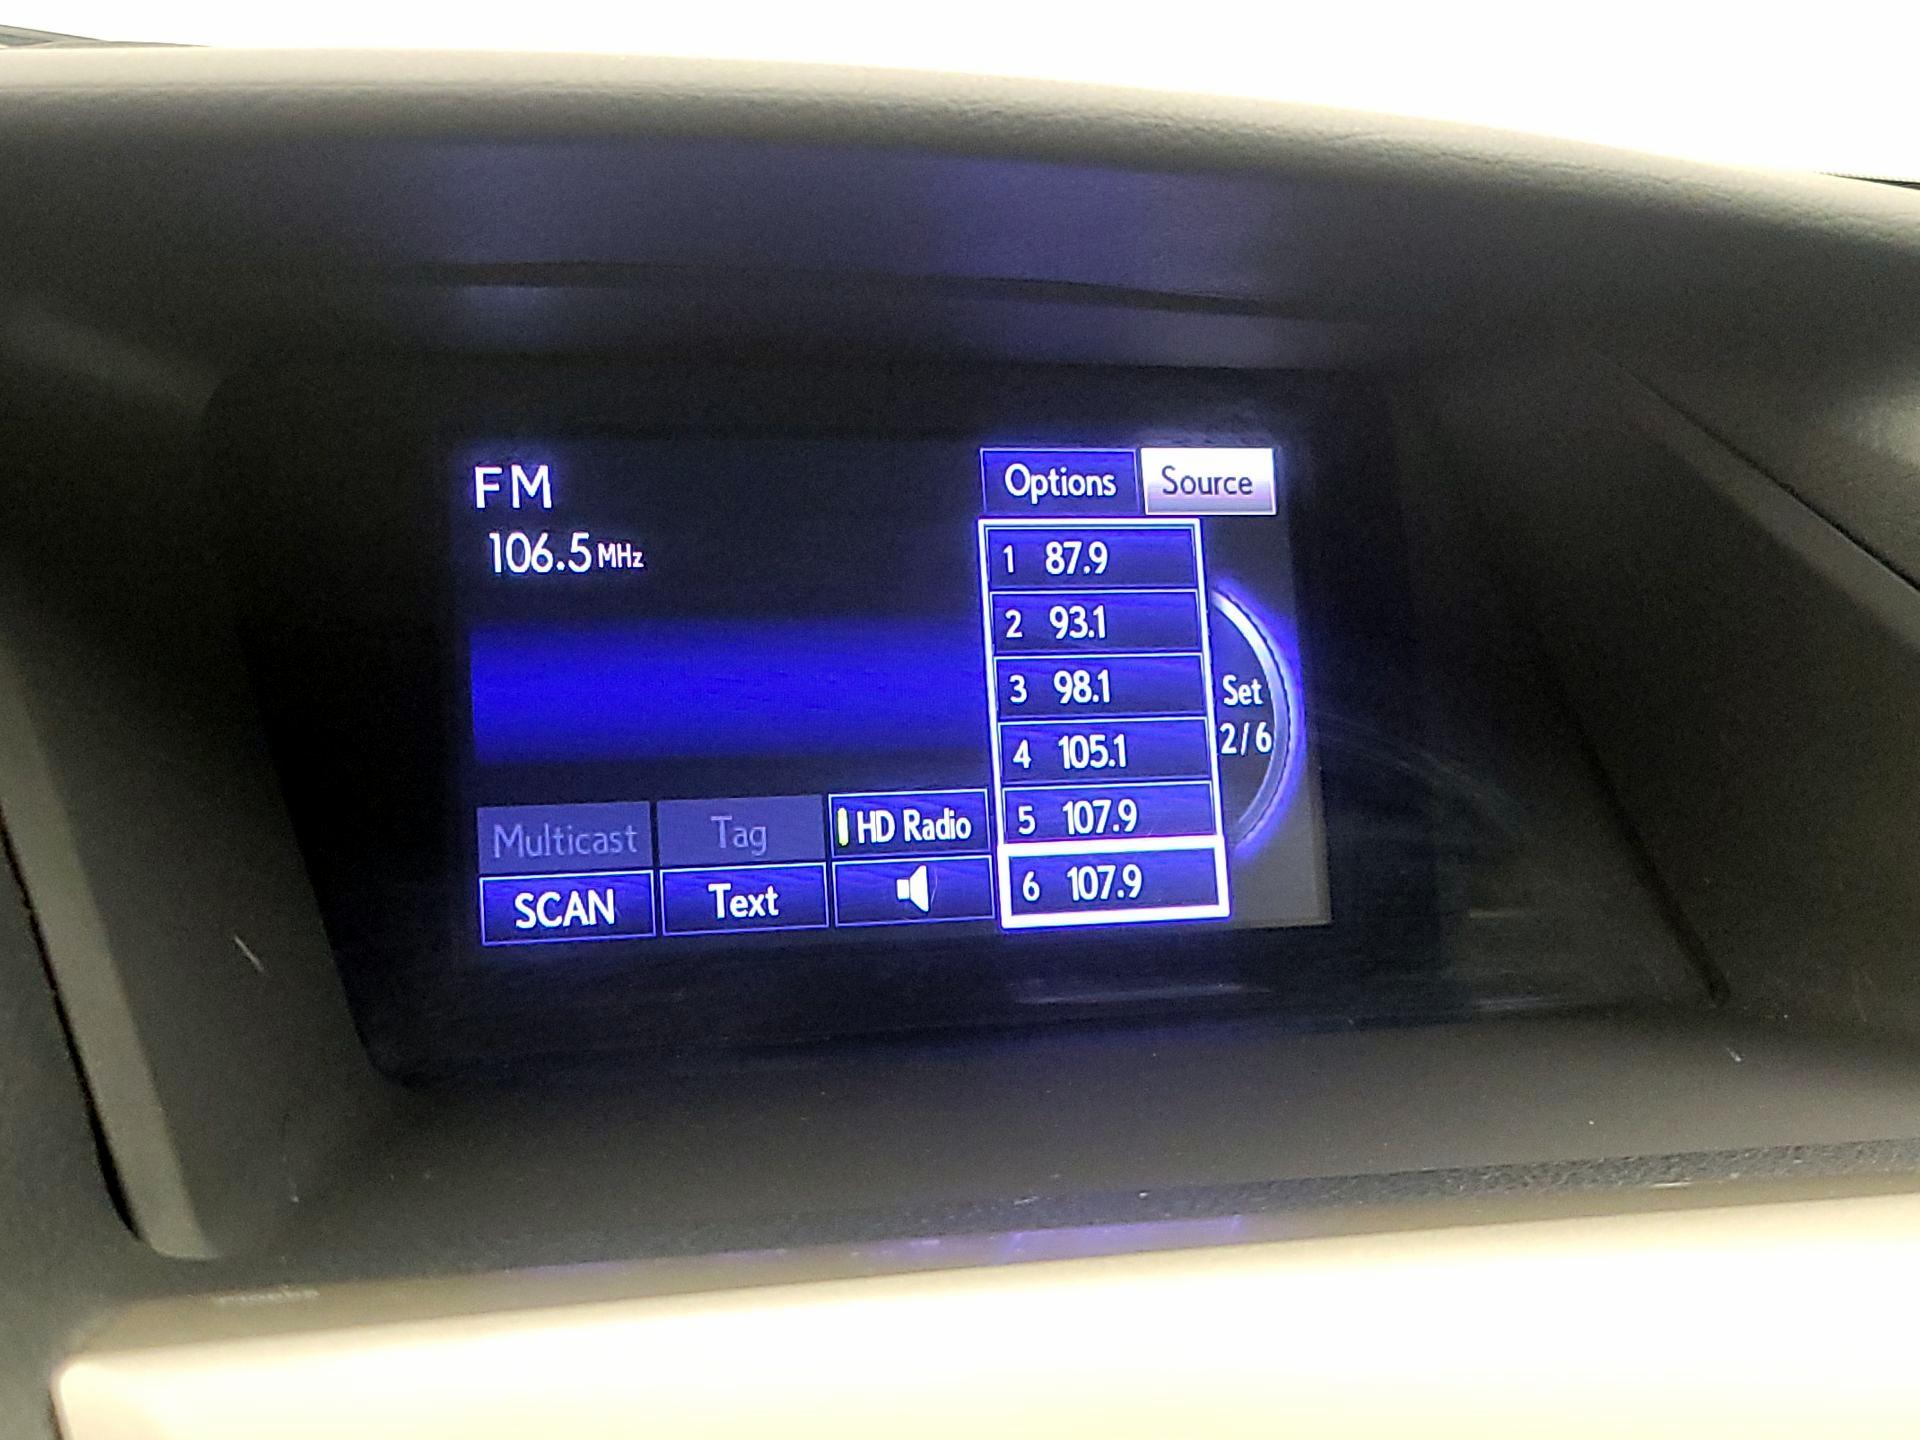 FM
106.5 MHz
Options
Source
1 87.9
2 93.1
3 98.1
4 105.1
5 107.9
6 107.9
Set
2/6
Multicast
Tag
HD Radio
SCAN
Text